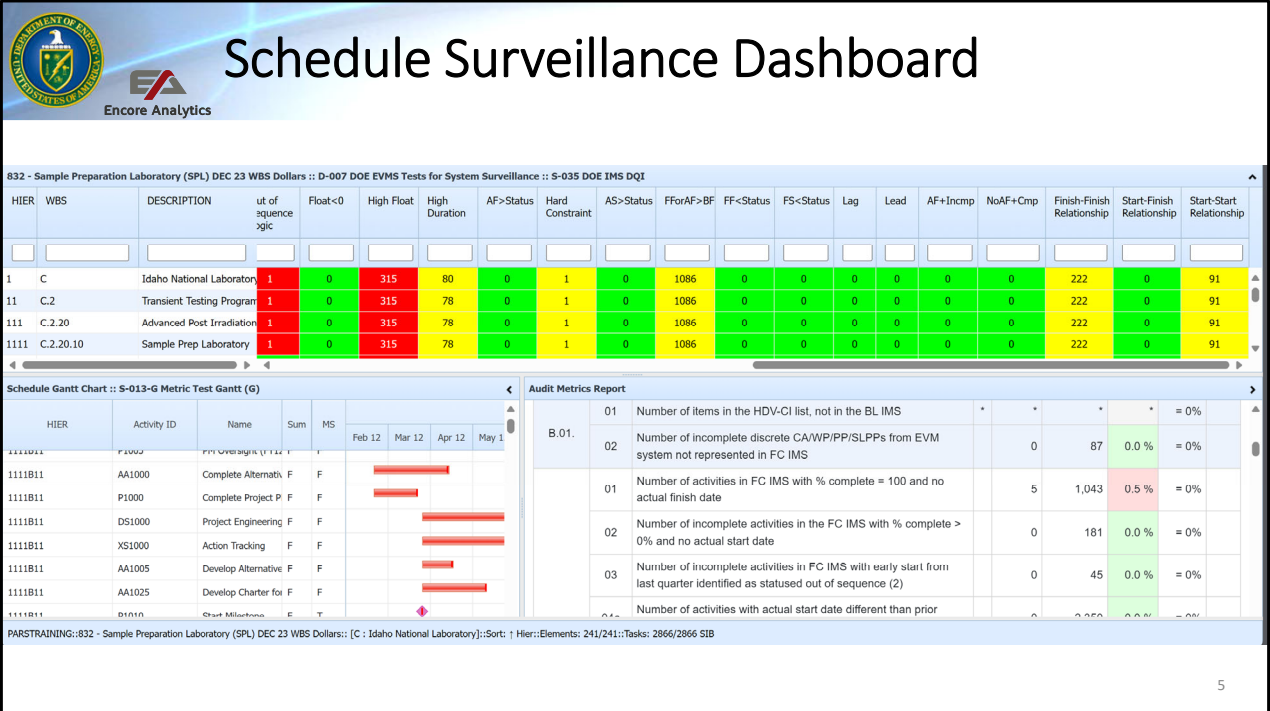 DEPARTMENT OF ENERGY
UNITED STATES OF AMERICA
EA
Encore Analytics
Schedule Surveillance Dashboard
832 - Sample Preparation Laboratory (SPL) DEC 23 WBS Dollars :: D-007 DOE EVMS Tests for System Surveillance :: S-035 DOE IMS DQI
HIER WBS DESCRIPTION Float<0 High Float High Duration AF>Status Hard Constraint AS>Status FForAF>BF FF<Status FS<Status Lag Lead AF+Incmp NoAF+Cmp Finish-Finish Relationship Start-Finish Relationship Start-Start Relationship
1 C Idaho National Laboratory 1 0 315 80 0 1 0 1086 0 0 0 0 0 0 222 0 91
11 C.2 Transient Testing Program 1 0 315 78 0 1 0 1086 0 0 0 0 0 0 222 0 91
111 C.2.20 Advanced Post Irradiation 1 0 315 78 0 1 0 1086 0 0 0 0 0 0 222 0 91
1111 C.2.20.10 Sample Prep Laboratory 1 0 315 78 0 1 0 1086 0 0 0 0 0 0 222 0 91
Schedule Gantt Chart :: S-013-G Metric Test Gantt (G)
HIER Activity ID Name Sum MS Feb 12 Mar 12 Apr 12 May 1
1111B11 AA1000 Complete Alternativ F F
1111B11 P1000 Complete Project P F F
1111B11 DS1000 Project Engineering F F
1111B11 XS1000 Action Tracking F F
1111B11 AA1005 Develop Alternative F F
1111B11 AA1025 Develop Charter for F F
1111B11 P1010 Start Milestone F T
Audit Metrics Report
B.01.
01 Number of items in the HDV-CI list, not in the BL IMS * * * * = 0%
02 Number of incomplete discrete CA/WP/PP/SLPPs from EVM system not represented in FC IMS 0 87 0.0 % = 0%
01 Number of activities in FC IMS with % complete = 100 and no actual finish date 5 1,043 0.5 % = 0%
02 Number of incomplete activities in the FC IMS with % complete > 0% and no actual start date 0 181 0.0 % = 0%
03 Number of incomplete activities in FC IMS with early start from last quarter identified as statused out of sequence (2) 0 45 0.0 % = 0%
Number of activities with actual start date different than prior
PARSTRAINING::832 - Sample Preparation Laboratory (SPL) DEC 23 WBS Dollars:: [C : Idaho National Laboratory]::Sort: ↑ Hier::Elements: 241/241::Tasks: 2866/2866 SIB
5